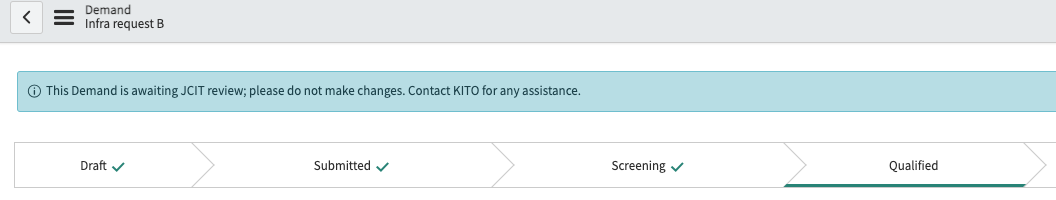 Demand
Infra request B
This Demand is awaiting JCIT review; please do not make changes. Contact KITO for any assistance.
Draft
Submitted
Screening
Qualified